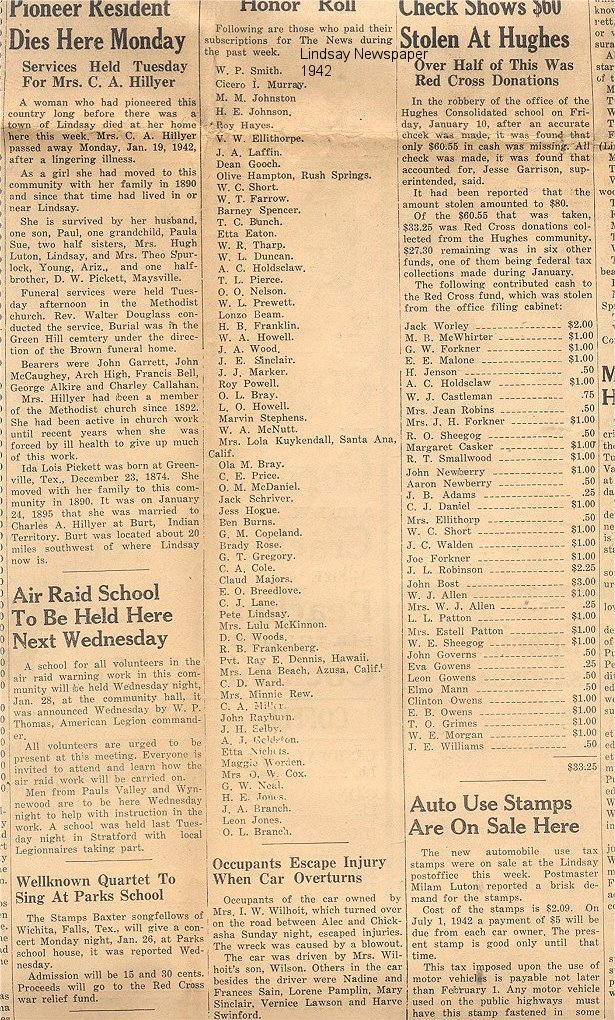 Pioneer Resident
Dies Here Monday
Services Held Tuesday
For Mrs. C. A. Hillyer
A woman who had pioneered this
country long before there was a
town of Lindsay died at her home
here this week. Mrs. C. A. Hillyer
passed away Monday, Jan. 19, 1942,
after a lingering illness.
As a girl she had moved to this
community with her family in 1890
and since that time had lived in or
near Lindsay.
She is survived by her husband,
one son, Paul, one grandchild, Paula
Sue, two half sisters, Mrs. Hugh
Luton, Lindsay, and Mrs. Theo Spur-
lock, Young, Ariz., and one half-
brother, D. W. Pickett, Maysville.
Funeral services were held Tues-
day afternoon in the Methodist
church. Rev. Walter Douglass con-
ducted the service, Burial was in the
Green Hill cemtery under the direc-
tion of the Brown funeral home.
Bearers were John Garrett, John
McCaughey, Arch High, Francis Bell,
George Alkire and Charley Callahan.
Mrs. Hillyer had been a member
of the Methodist church since 1892.
She had been active in church work
until recent years when she was
forced by ill health to give up much
of this work.
Ida Lois Pickett was born at Green-
ville, Tex., December 23, 1874. She
moved with her family to this com-
munity in 1890. It was on January
24, 1895 that she was married to
Charles A. Hillyer at Burt, Indian
Territory. Burt was located about 20
miles southwest of where Lindsay
now is.
Air Raid School
To Be Held Here
Next Wednesday
A school for all volunteers in the
air raid warning work in this com-
munity will be held Wednesday night,
Jan. 28, at the community hall, it
was announced Wednesday by W. P.
Thomas, American Legion command-
er.
All volunteers are urged to be
present at this meeting. Everyone is
invited to attend and learn how the
air raid work will be carried on.
Men from Pauls Valley and Wyn-
newood are to be here Wednesday
night to help with instruction in the
work. A school was held last Tues-
day night in Stratford with local
Legionnaires taking part.
Wellknown Quartet To
Sing At Parks School
The Stamps Baxter songfellows of
Wichita, Falls, Tex., will give a con-
cert Monday night, Jan. 26, at Parks
school house, it was reported Wed-
nesday.
Admission will be 15 and 30 cents.
Proceeds will go to the Red Cross
war relief fund.
Honor Roll
Following are those who paid their
subscriptions for The News during
the past week.
Lindsay Newspaper
1942
W. P. Smith.
Cicero I. Murray.
M. M. Johnston
H. E. Johnson,
Roy Hayes.
V. W. Ellithorpe.
J. A. Laffin.
Dean Gooch.
Olive Hampton, Rush Springs.
W. C. Short.
W. T. Farrow.
Barney Spencer.
T. C. Bunch.
Etta Eaton.
W. R. Tharp.
W. L. Duncan.
A. C. Holdsclaw.
T. L. Pierce.
O. O. Nelson.
W. L. Prewett.
Lonzo Beam.
H. B. Franklin.
W. A. Howell.
J. A. Wood,
J. E. Sinclair.
J. J. Marker.
Roy Powell.
O. L. Bray.
L. O. Howell.
Marvin Stephens.
W. A. McNutt.
Mrs. Lola Kuykendall, Santa Ana,
Calif.
Ola M. Bray.
C. E. Price.
O. M. McDaniel.
Jack Schriver.
Jess Hogue.
Ben Burns.
G. M. Copeland.
Brady Rose.
G. T. Gregory.
C. A. Cole.
Claud Majors.
E. O. Breedlove.
C. J. Lane.
Pete Lindsay.
Mrs. Lulu McKinnon.
D. C. Woods.
R. B. Frankenberg.
Pvt. Ray E. Dennis, Hawaii.
Mrs. Lena Beach, Azusa, Calif.
C. D. Ward.
Mrs. Minnie Rew.
C. A. Miller.
John Rayburn.
J. H. Selby.
A. J. Goldston.
Etta Nichols.
Maggie Worden.
Mrs O. W. Cox.
G. W. Neal.
H. E. Jones.
J. A. Branch.
Leon Jones.
O. L. Branch.
Occupants Escape Injury
When Car Overturns
Occupants of the car owned by
Mrs. I. W. Wilhoit, which turned over
on the road between Alec and Chick-
asha Sunday night, escaped injuries.
The wreck was caused by a blowout.
The car was driven by Mrs. Wil-
hoit's son, Wilson. Others in the car
besides the driver were Nadine and
Frances Sain, Lorene Pamplin, Mary
Sinclair, Vernice Lawson and Harve
Swinford.
Check Shows $60
Stolen At Hughes
Over Half of This Was
Red Cross Donations
In the robbery of the office of the
Hughes Consolidated school on Fri-
day, January 10, after an accurate
check was made, it was found that
only $60.55 in cash was missing. All
check was made, it was found that
accounted for, Jesse Garrison, sup-
erintended, said.
It had been reported that the
amount stolen amounted to $80.
Of the $60.55 that was taken,
$33.25 was Red Cross donations col-
lected from the Hughes community.
$27.30 remaining was in six other
funds, one of them being federal tax
collections made during January.
The following contributed cash to
the Red Cross fund, which was stolen
from the office filing cabinet:
Jack Worley $2.00
M. R. McWhirter $1.00
G. W. Forkner $1.00
E. E. Malone $1.00
H. Jenson .50
A. C. Holdsclaw $1.00
W. J. Castleman .75
Mrs. Jean Robins .50
Mrs. J. H. Forkner $1.00
R. O. Sheegog .50
Margaret Casker $1.00
R. T. Smallwood $1.00
John Newberry $1.00
Aaron Newberry .50
J. B. Adams .25
C. J. Daniel $1.00
Mrs. Ellithorp .50
W. C. Short $1.00
J. C. Walden $1.00
Joe Forkner $1.00
J. L. Robinson $2.25
John Bost $3.00
W. J. Allen $1.00
Mrs. W. J. Allen .25
L. L. Patton $1.00
Mrs. Estell Patton $1.00
W. E. Sheegog $1.00
John Governs .50
Eva Gowens .25
Leon Gowens .50
Elmo Mann .50
Clinton Owens $1.00
E. B. Owens $1.00
T. O. Grimes $1.00
W. E. Morgan $1.00
J. E. Williams .50
$33.25
Auto Use Stamps
Are On Sale Here
The new automobile use tax
stamps were on sale at the Lindsay
postoffice this week. Postmaster
Milam Luton reported a brisk de-
mand for the stamps.
Cost of the stamps is $2.09. On
July 1, 1942 a payment of $5 will be
due from each car owner. The pres-
ent stamp is good only until that
time.
This tax imposed upon the use of
motor vehicles is payable not later
than February 1. Any motor vehicle
used on the public highways must
have this stamp fastened in some